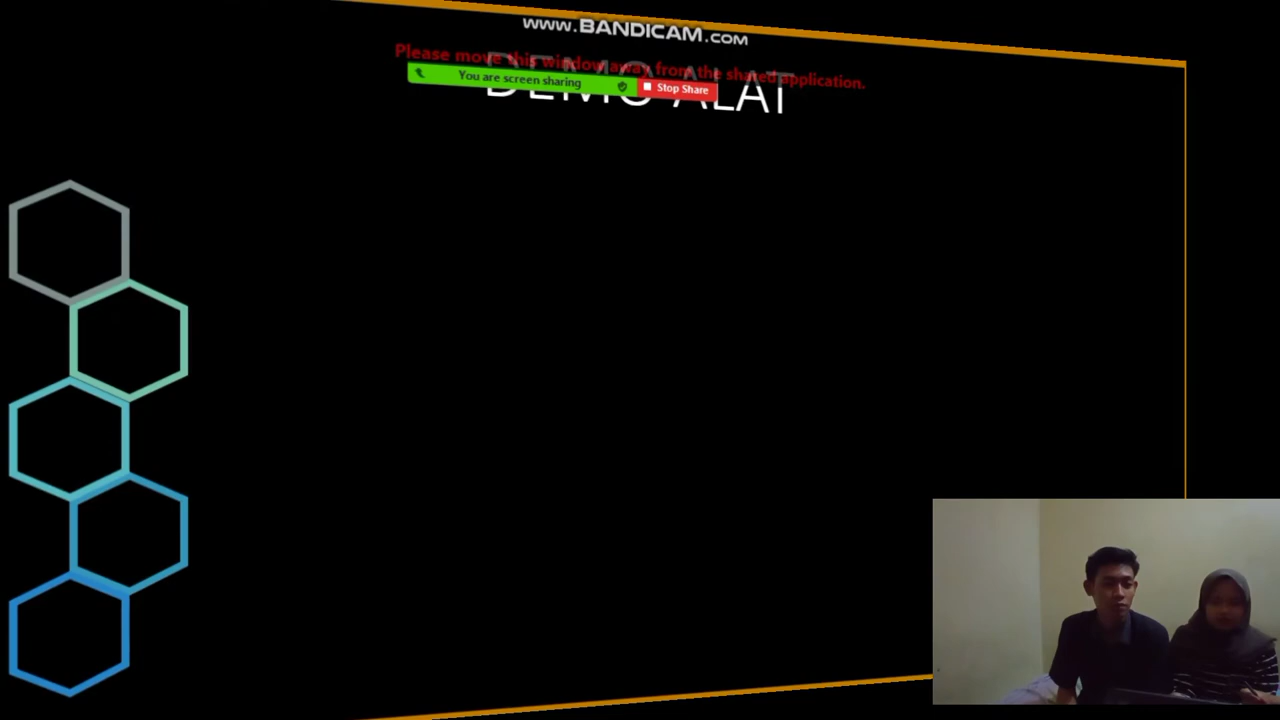 www.BANDICAM.com
Please move this window away from the shared application.
You are screen sharing
Stop Share
DEMO ALAT